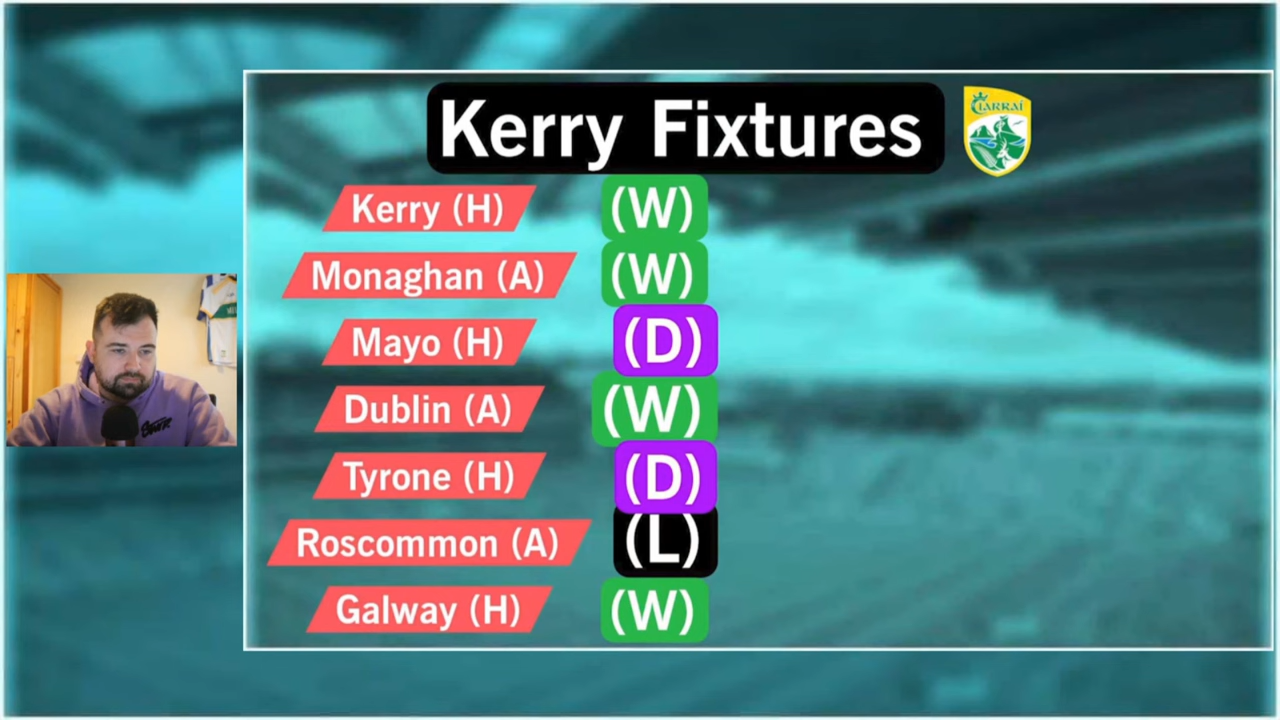 Kerry Fixtures
CIARRAÍ
Kerry (H) (W)
Monaghan (A) (W)
Mayo (H) (D)
Dublin (A) (W)
Tyrone (H) (D)
Roscommon (A) (L)
Galway (H) (W)